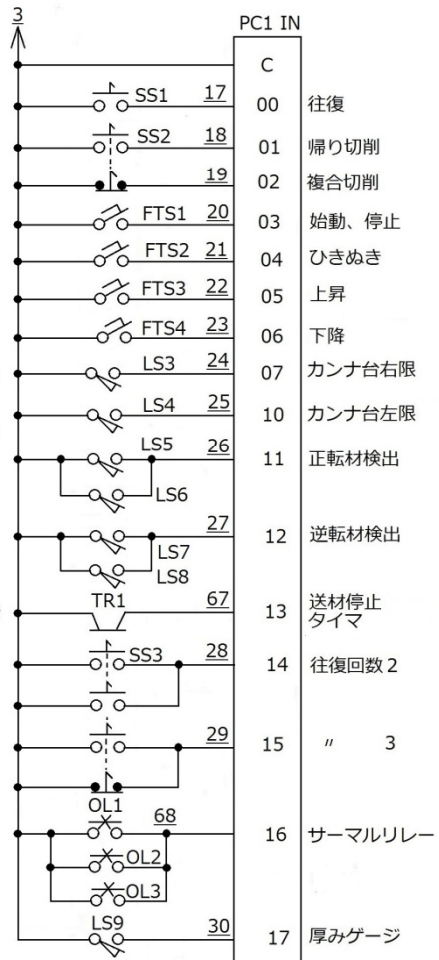 3
PC1 IN
C
SS1 17 00 往復
SS2 18 01 帰り切削
19 02 複合切削
FTS1 20 03 始動、停止
FTS2 21 04 ひきぬき
FTS3 22 05 上昇
FTS4 23 06 下降
LS3 24 07 カンナ台右限
LS4 25 10 カンナ台左限
LS5 26 11 正転材検出
LS6
27 12 逆転材検出
LS7
LS8
TR1 67 13 送材停止
タイマ
SS3 28 14 往復回数2
29 15 〃 3
OL1 68 16 サーマルリレー
OL2
OL3
LS9 30 17 厚みゲージ